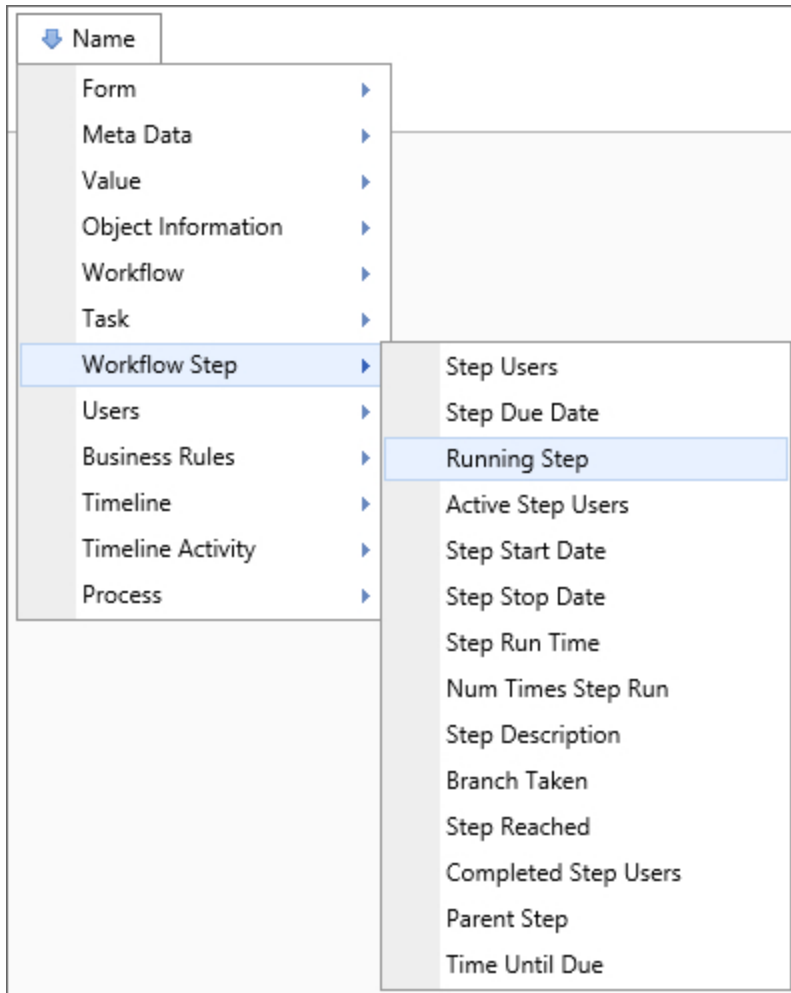 Name
Form
Meta Data
Value
Object Information
Workflow
Task
Workflow Step
Users
Business Rules
Timeline
Timeline Activity
Process
Step Users
Step Due Date
Running Step
Active Step Users
Step Start Date
Step Stop Date
Step Run Time
Num Times Step Run
Step Description
Branch Taken
Step Reached
Completed Step Users
Parent Step
Time Until Due